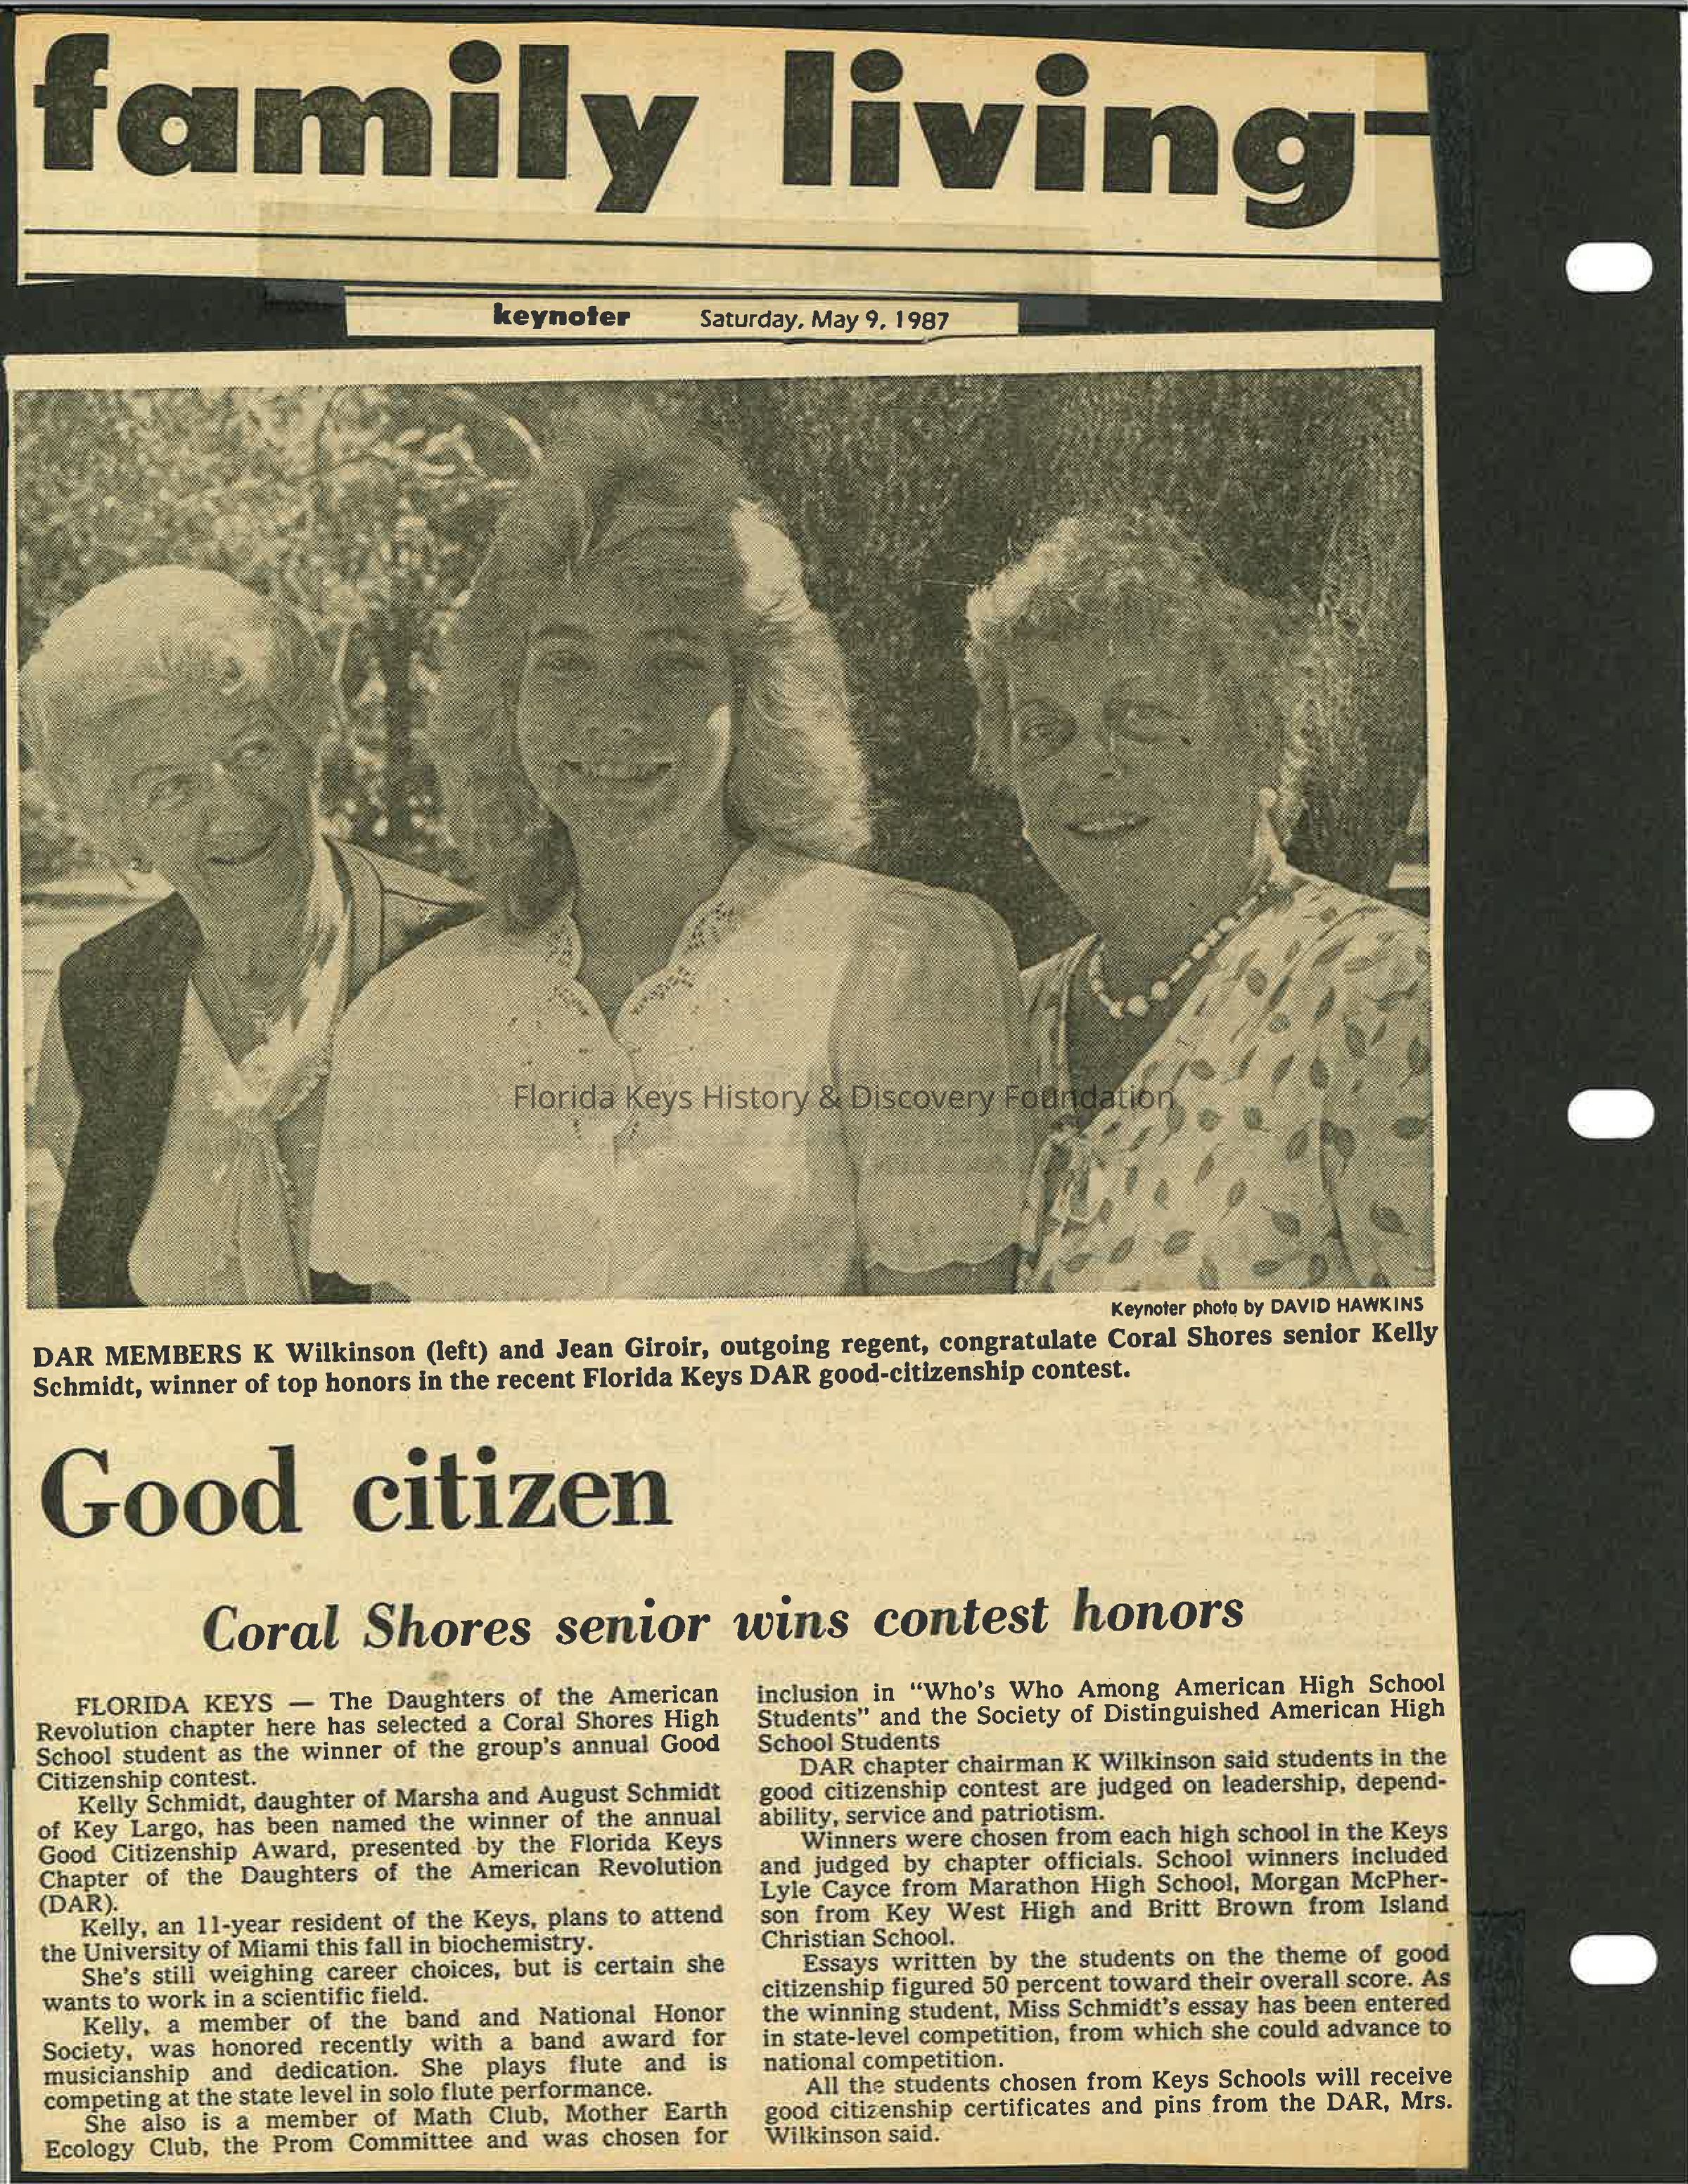 family living
keynoter Saturday, May 9, 1987
Florida Keys History & Discovery Foundation
Keynoter photo by DAVID HAWKINS
DAR MEMBERS K Wilkinson (left) and Jean Giroir, outgoing regent, congratulate Coral Shores senior Kelly
Schmidt, winner of top honors in the recent Florida Keys DAR good-citizenship contest.
Good citizen
Coral Shores senior wins contest honors
FLORIDA KEYS — The Daughters of the American
Revolution chapter here has selected a Coral Shores High
School student as the winner of the group's annual Good
Citizenship contest.
Kelly Schmidt, daughter of Marsha and August Schmidt
of Key Largo, has been named the winner of the annual
Good Citizenship Award, presented by the Florida Keys
Chapter of the Daughters of the American Revolution
(DAR).
Kelly, an 11-year resident of the Keys, plans to attend
the University of Miami this fall in biochemistry.
She's still weighing career choices, but is certain she
wants to work in a scientific field.
Kelly, a member of the band and National Honor
Society, was honored recently with a band award for
musicianship and dedication. She plays flute and is
competing at the state level in solo flute performance.
She also is a member of Math Club, Mother Earth
Ecology Club, the Prom Committee and was chosen for
inclusion in "Who's Who Among American High School
Students" and the Society of Distinguished American High
School Students
DAR chapter chairman K Wilkinson said students in the
good citizenship contest are judged on leadership, depend-
ability, service and patriotism.
Winners were chosen from each high school in the Keys
and judged by chapter officials. School winners included
Lyle Cayce from Marathon High School, Morgan McPher-
son from Key West High and Britt Brown from Island
Christian School.
Essays written by the students on the theme of good
citizenship figured 50 percent toward their overall score. As
the winning student, Miss Schmidt's essay has been entered
in state-level competition, from which she could advance to
national competition.
All the students chosen from Keys Schools will receive
good citizenship certificates and pins from the DAR, Mrs.
Wilkinson said.